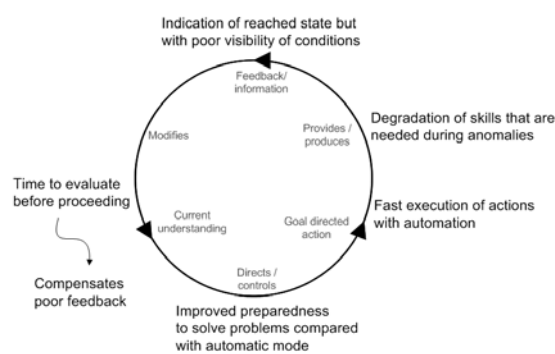 Indication of reached state but
with poor visibility of conditions
Feedback/
information
Modifies
Provides /
produces
Degradation of skills that are
needed during anomalies
Time to evaluate
before proceeding
Current
understanding
Goal directed
action
Fast execution of actions
with automation
Compensates
poor feedback
Directs /
controls
Improved preparedness
to solve problems compared
with automatic mode